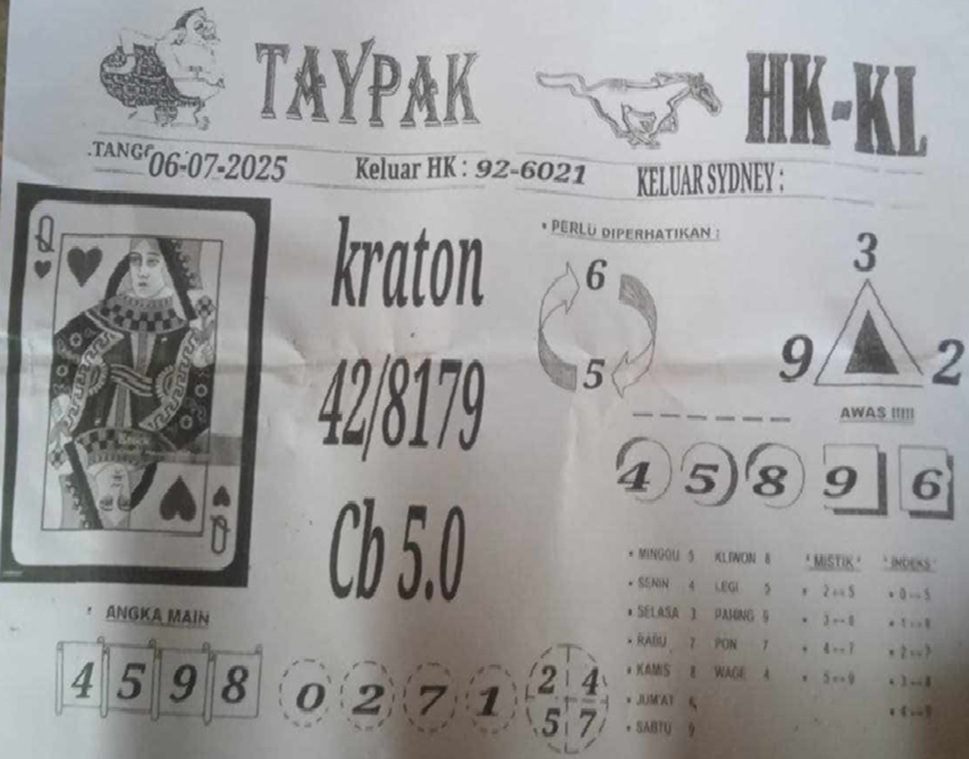 TAYPAK
HK-KL
.TANGG
06-07-2025
Keluar HK : 92-6021
KELUAR SYDNEY :
Q
kraton
42/8179
Cb 5.0
Q
• PERLU DIPERHATIKAN :
6
5
3
9
2
AWAS !!!!!
4 5 8 9 6
• MINGGU 5 KLIWON 8 * MISTIK * * INDEKS *
• SENIN 4 LEGI 5 • 2 ↔ 5 • 0 ↔ 5
• SELASA 3 PAHING 9 • 3 ↔ 8
• RABU 7 PON 7 • 4 ↔ 7 • 2 ↔ 7
• KAMIS 8 WAGE 4 • 5 ↔ 9 • 3 ↔ 8
• JUM'AT 6 • 4 ↔ 9
• SABTU 9
' ANGKA MAIN
4 5 9 8
0 2 7 1
2 4
5 7